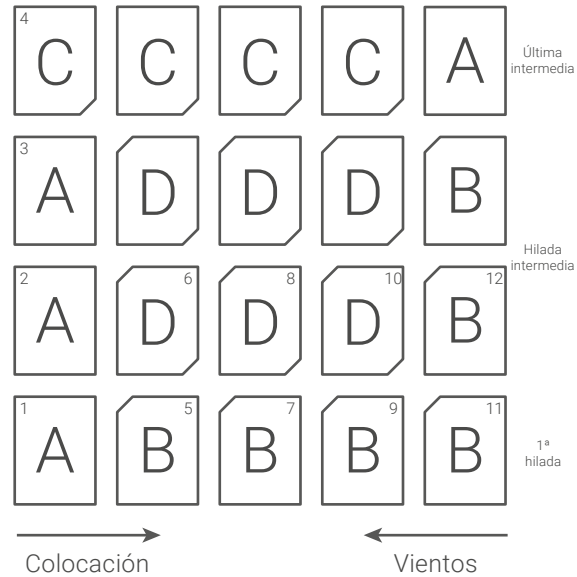 4
C C C C A
Última
intermedia
3
A D D D B
Hilada
intermedia
2 6 8 10 12
A D D D B
1 5 7 9 11
A B B B B
1ª
hilada
Colocación Vientos